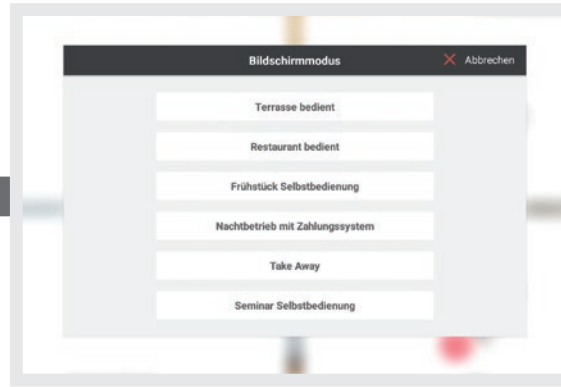 Bildschirmmodus
Abbrechen
Terrasse bedient
Restaurant bedient
Frühstück Selbstbedienung
Nachtbetrieb mit Zahlungssystem
Take Away
Seminar Selbstbedienung